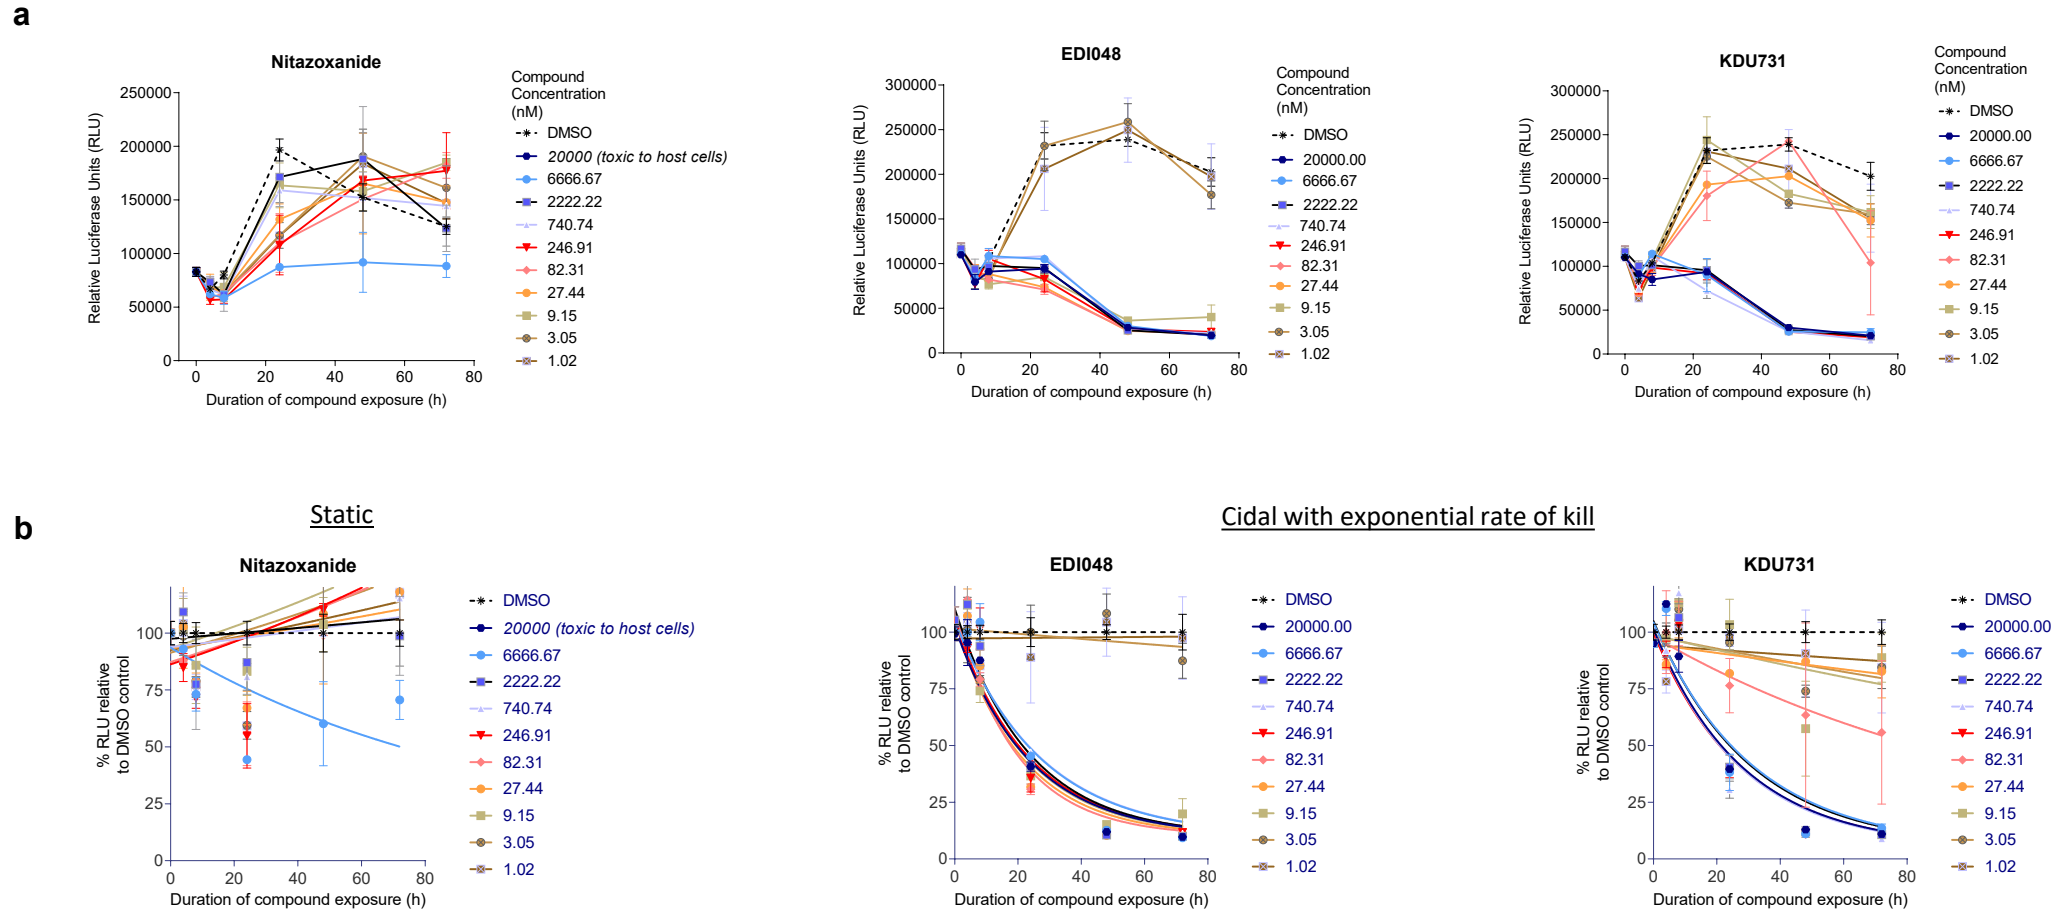 a
Nitazoxanide
Relative Luciferase Units (RLU)
250000
200000
150000
100000
50000
0
0 20 40 60 80
Duration of compound exposure (h)
Compound
Concentration
(nM)
DMSO
20000 (toxic to host cells)
6666.67
2222.22
740.74
246.91
82.31
27.44
9.15
3.05
1.02
EDI048
Relative Luciferase Units (RLU)
300000
250000
200000
150000
100000
50000
0
0 20 40 60 80
Duration of compound exposure (h)
Compound
Concentration
(nM)
DMSO
20000.00
6666.67
2222.22
740.74
246.91
82.31
27.44
9.15
3.05
1.02
KDU731
Relative Luciferase Units (RLU)
300000
250000
200000
150000
100000
50000
0
0 20 40 60 80
Duration of compound exposure (h)
Compound
Concentration
(nM)
DMSO
20000.00
6666.67
2222.22
740.74
246.91
82.31
27.44
9.15
3.05
1.02
b
Static
Nitazoxanide
% RLU relative
to DMSO control
100
75
50
25
0
0 20 40 60 80
Duration of compound exposure (h)
DMSO
20000 (toxic to host cells)
6666.67
2222.22
740.74
246.91
82.31
27.44
9.15
3.05
1.02
Cidal with exponential rate of kill
EDI048
% RLU relative
to DMSO control
100
75
50
25
0
0 20 40 60 80
Duration of compound exposure (h)
DMSO
20000.00
6666.67
2222.22
740.74
246.91
82.31
27.44
9.15
3.05
1.02
KDU731
% RLU relative
to DMSO control
100
75
50
25
0
0 20 40 60 80
Duration of compound exposure (h)
DMSO
20000.00
6666.67
2222.22
740.74
246.91
82.31
27.44
9.15
3.05
1.02